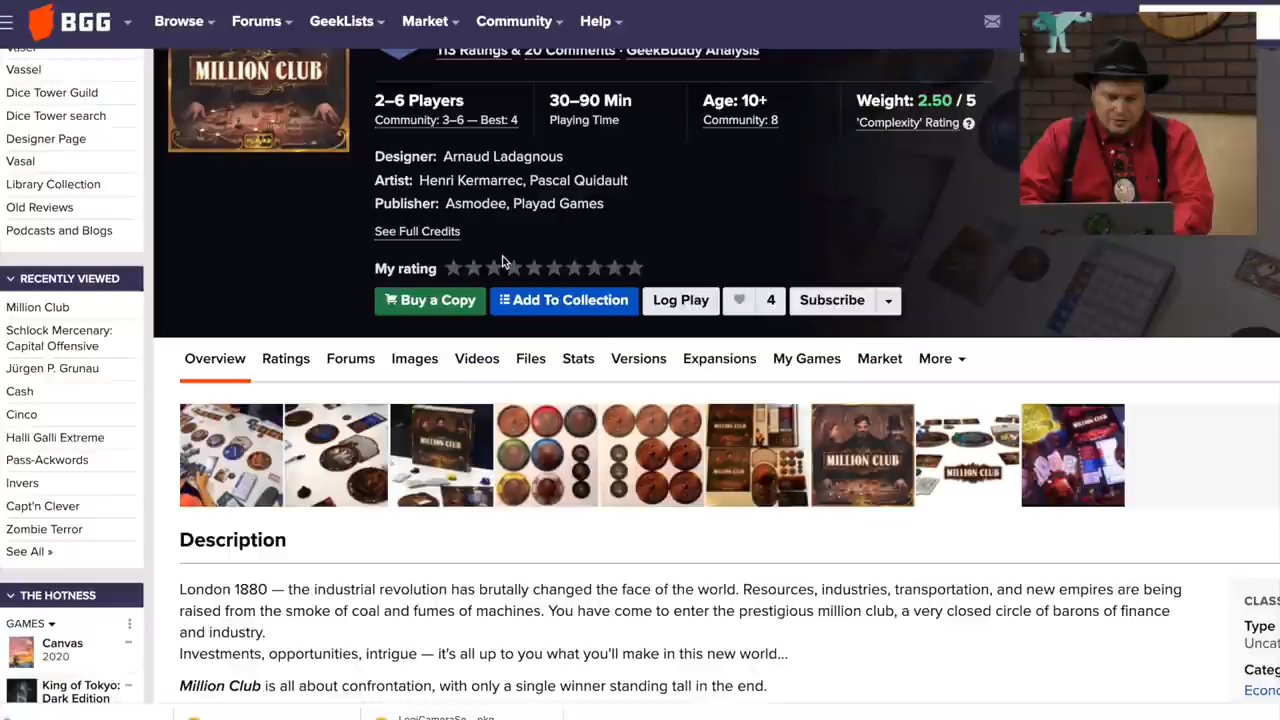 BGG Browse Forums GeekLists Market Community Help
Vassel
Dice Tower Guild
Dice Tower search
Designer Page
Vasal
Library Collection
Old Reviews
Podcasts and Blogs
RECENTLY VIEWED
Million Club
Schlock Mercenary:
Capital Offensive
Jürgen P. Grunau
Cash
Cinco
Halli Galli Extreme
Pass-Ackwords
Invers
Capt'n Clever
Zombie Terror
See All »
THE HOTNESS
GAMES
Canvas
2020
King of Tokyo:
Dark Edition
MILLION CLUB
113 Ratings & 20 Comments · GeekBuddy Analysis
2–6 Players
Community: 3–6 — Best: 4
30–90 Min
Playing Time
Age: 10+
Community: 8
Weight: 2.50 / 5
'Complexity' Rating ?
Designer: Arnaud Ladagnous
Artist: Henri Kermarrec, Pascal Quidault
Publisher: Asmodee, Playad Games
See Full Credits
My rating
Buy a Copy Add To Collection Log Play 4 Subscribe
Overview Ratings Forums Images Videos Files Stats Versions Expansions My Games Market More
MILLION CLUB
MILLION CLUB
MILLION CLUB
MILLION CLUB
Description
London 1880 — the industrial revolution has brutally changed the face of the world. Resources, industries, transportation, and new empires are being
raised from the smoke of coal and fumes of machines. You have come to enter the prestigious million club, a very closed circle of barons of finance
and industry.
Investments, opportunities, intrigue — it's all up to you what you'll make in this new world...
Million Club is all about confrontation, with only a single winner standing tall in the end.
CLASS
Type
Uncat
Categ
Econo